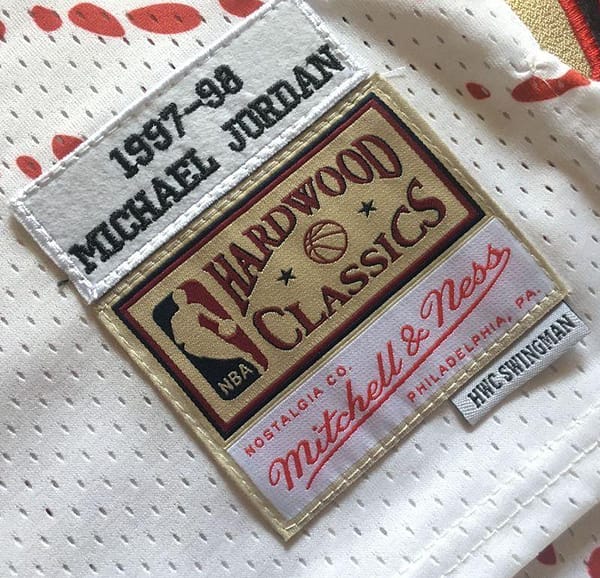 1997-98
MICHAEL JORDAN
HARDWOOD
CLASSICS
NBA
NOSTALGIA CO.
Mitchell & Ness
PHILADELPHIA, PA.
HWC SWINGMAN